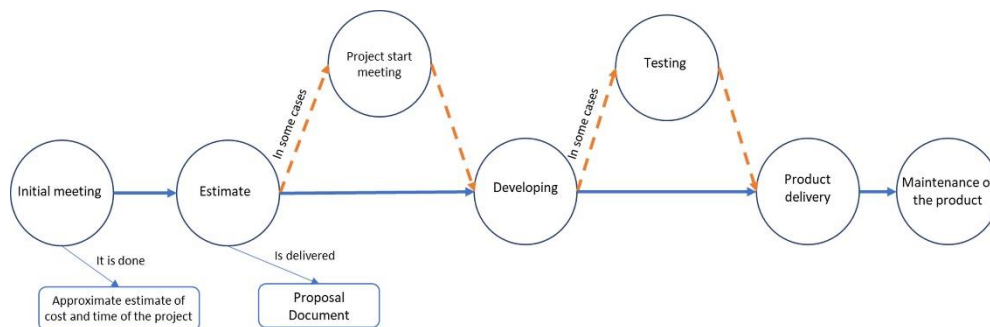 Project start
meeting
Testing
In some cases
In some cases
Initial meeting
Estimate
Developing
Product
delivery
Maintenance of
the product
It is done
Is delivered
Approximate estimate of
cost and time of the project
Proposal
Document